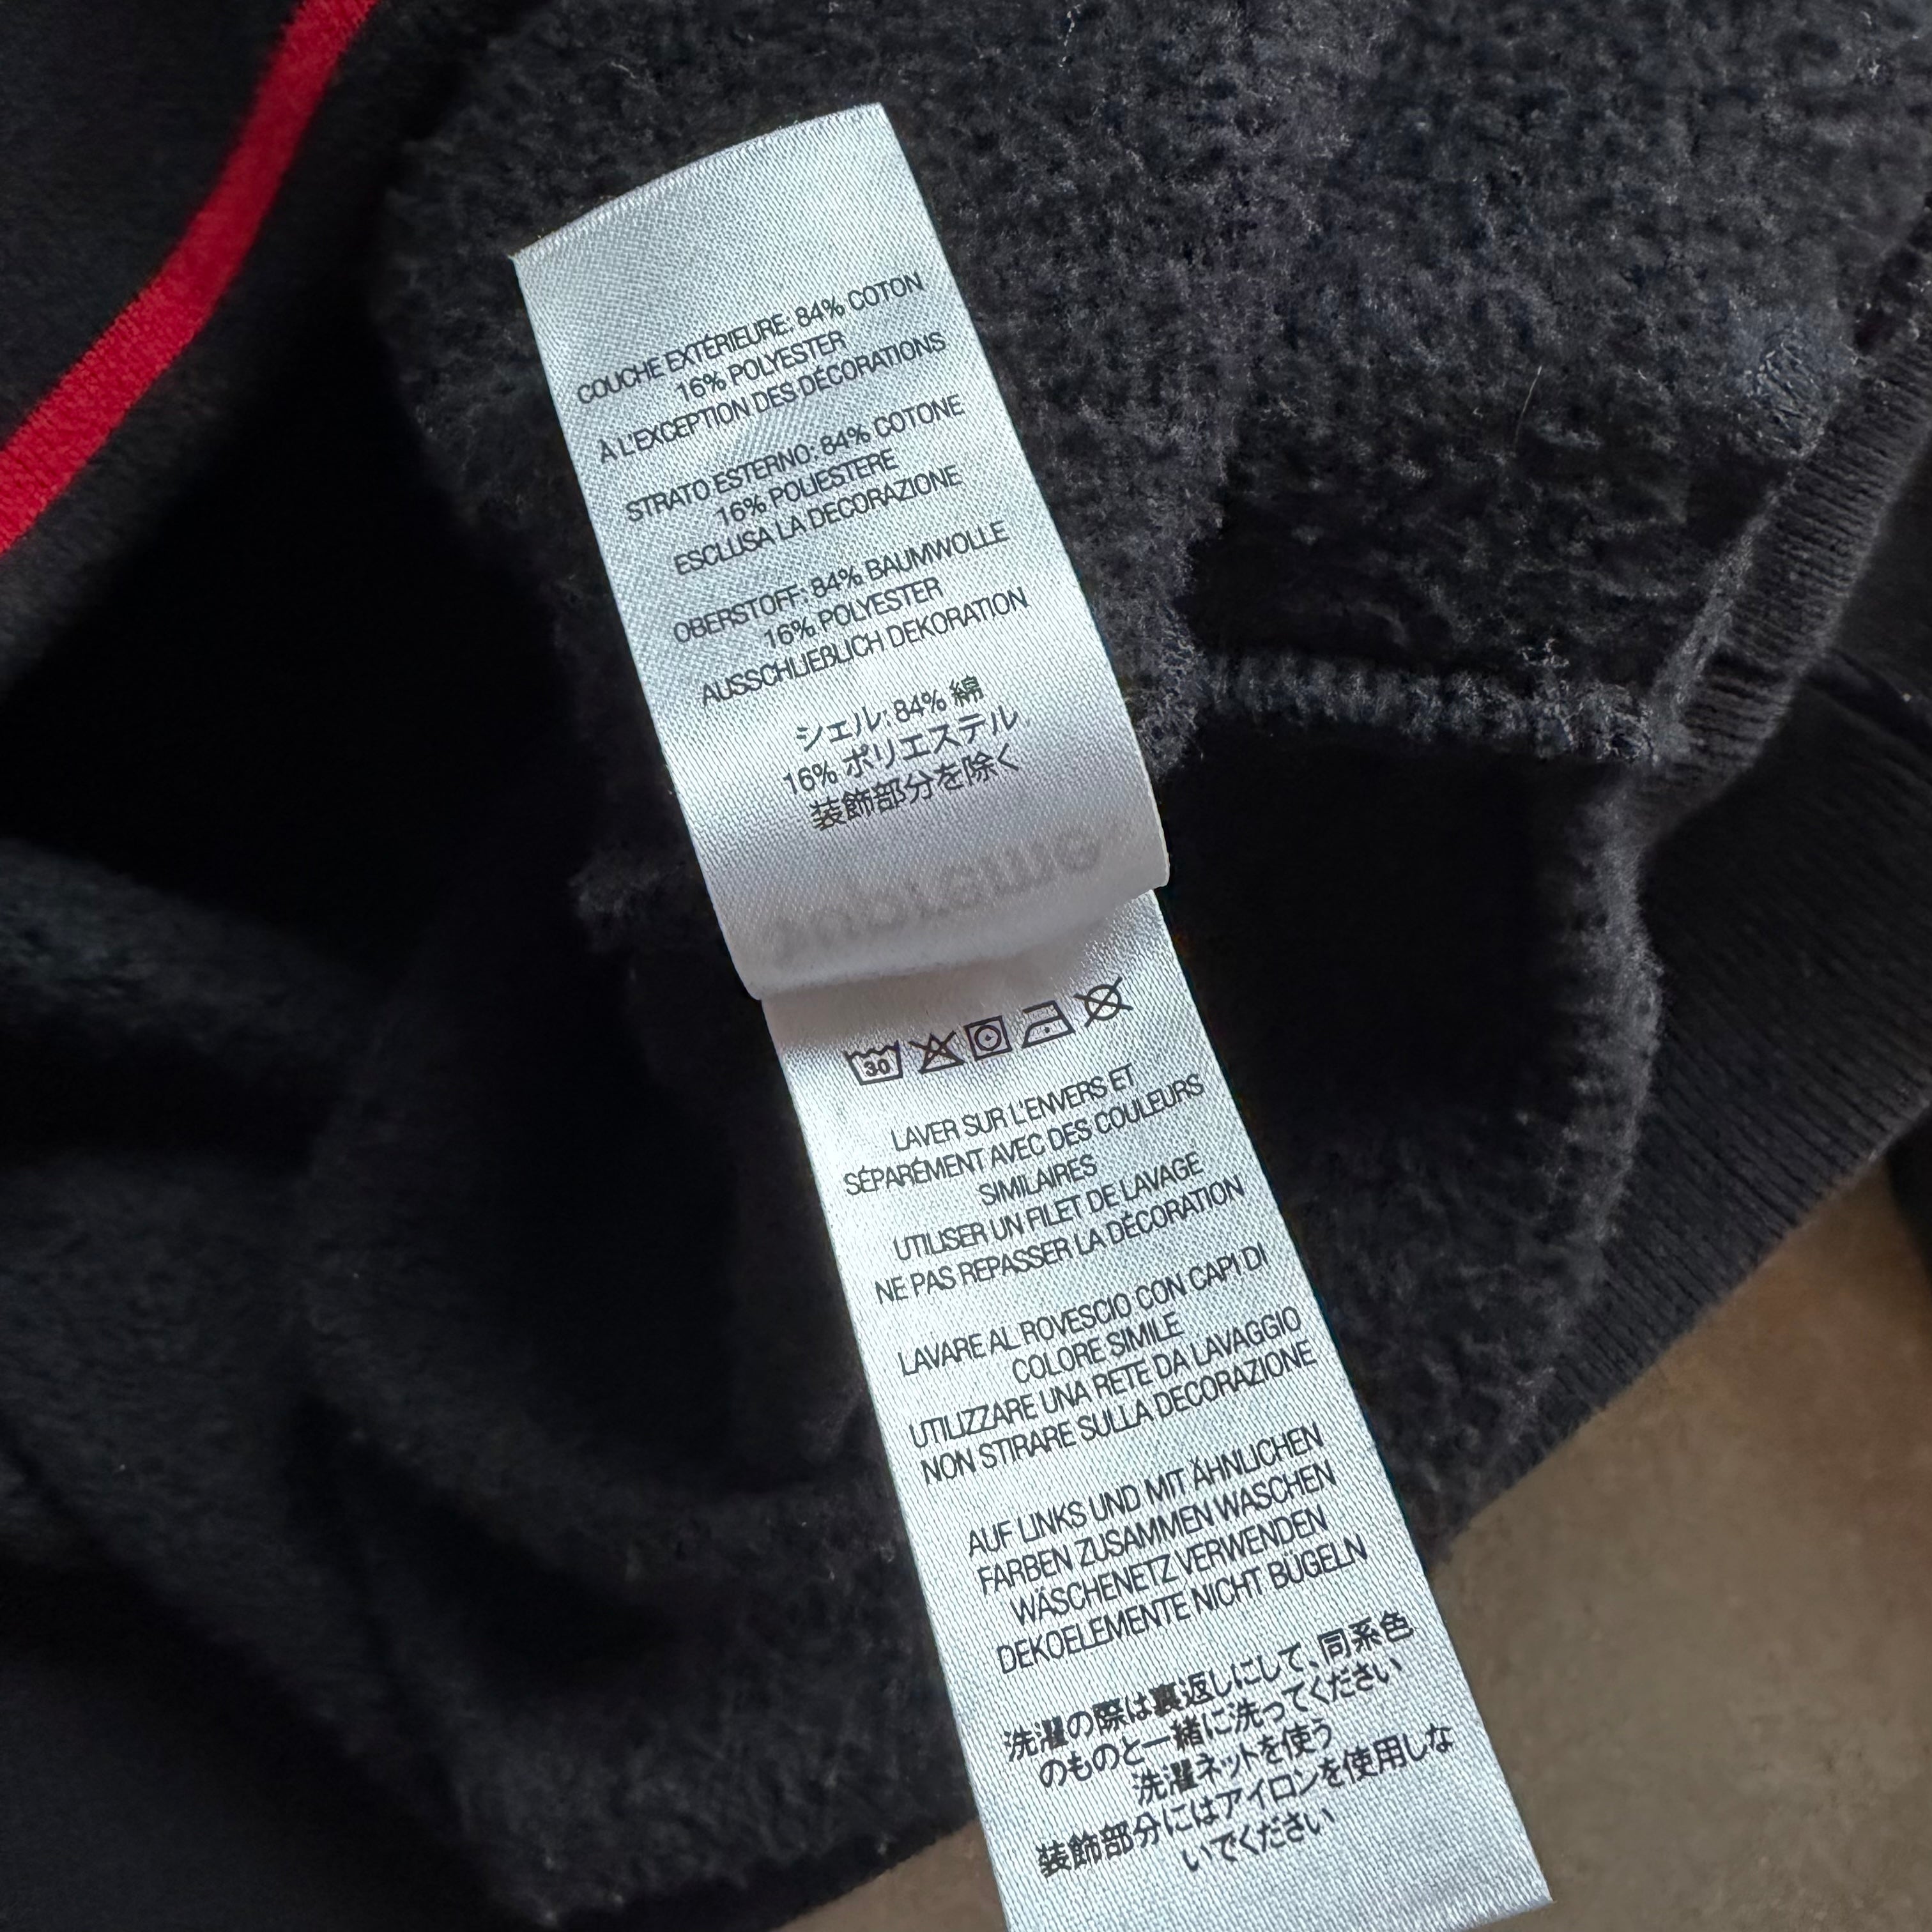 COUCHE EXTÉRIEURE: 84% COTON
16% POLYESTER
À L'EXCEPTION DES DÉCORATIONS
STRATO ESTERNO: 84% COTONE
16% POLIESTERE
ESCLUSA LA DECORAZIONE
OBERSTOFF: 84% BAUMWOLLE
16% POLYESTER
AUSSCHLIEBLICH DEKORATION
シェル: 84% 綿
16% ポリエステル
装飾部分を除く
30
LAVER SUR L'ENVERS ET
SÉPARÉMENT AVEC DES COULEURS
SIMILAIRES
UTILISER UN FILET DE LAVAGE
NE PAS REPASSER LA DÉCORATION
LAVARE AL ROVESCIO CON CAPI DI
COLORE SIMILE
UTILIZZARE UNA RETE DA LAVAGGIO
NON STIRARE SULLA DECORAZIONE
AUF LINKS UND MIT ÄHNLICHEN
FARBEN ZUSAMMEN WASCHEN
WÄSCHENETZ VERWENDEN
DEKOELEMENTE NICHT BÜGELN
洗濯の際は裏返しにして、同系色
のものと一緒に洗ってください
洗濯ネットを使う
装飾部分にはアイロンを使用しな
いでください